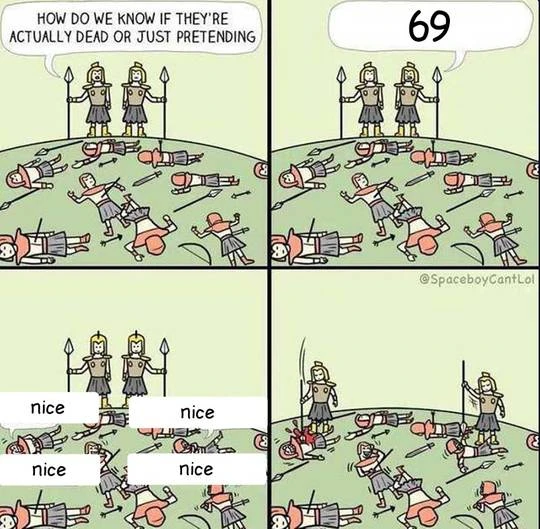 HOW DO WE KNOW IF THEY'RE
ACTUALLY DEAD OR JUST PRETENDING
69
@SpaceboyCantLol
nice
nice
nice
nice